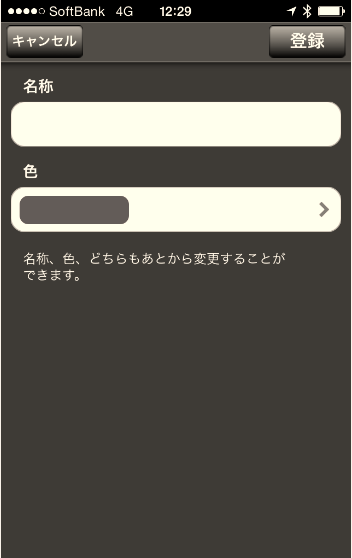 SoftBank 4G 12:29
キャンセル 登録
名称
色
名称、色、どちらもあとから変更することが
できます。